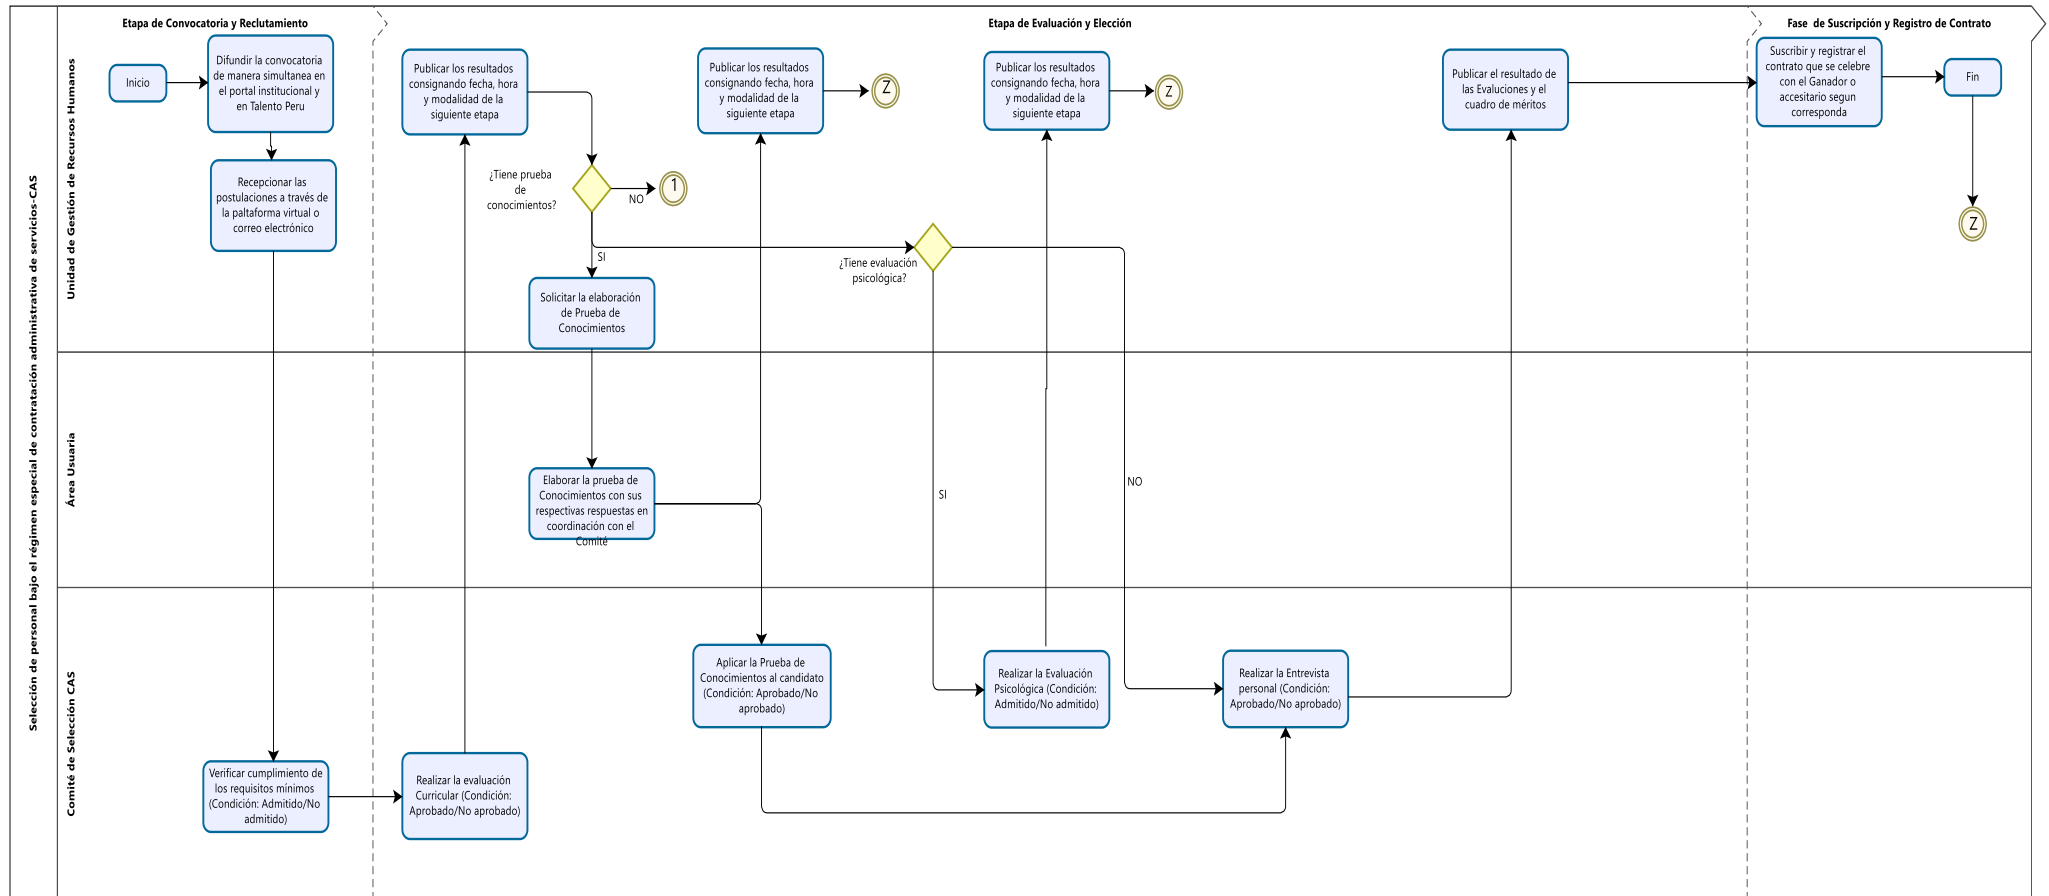 Etapa de Convocatoria y Reclutamiento
Etapa de Evaluación y Elección
Fase  de Suscripción y Registro de Contrato
Selección de personal bajo el régimen especial de contratación administrativa de servicios-CAS
Unidad de Gestión de Recursos Humanos
Inicio
Difundir la convocatoria
de manera simultanea en
el portal institucional y
en Talento Peru
Recepcionar las
postulaciones a través de
la paltaforma virtual o
correo electrónico
Publicar los resultados
consignando fecha, hora
y modalidad de la
siguiente etapa
¿Tiene prueba
de
conocimientos?
NO
1
SI
Solicitar la elaboración
de Prueba de
Conocimientos
Publicar los resultados
consignando fecha, hora
y modalidad de la
siguiente etapa
Z
¿Tiene evaluación
psicológica?
Publicar los resultados
consignando fecha, hora
y modalidad de la
siguiente etapa
Z
Publicar el resultado de
las Evaluciones y el
cuadro de méritos
Suscribir y registrar el
contrato que se celebre
con el Ganador o
accesitario segun
corresponda
Fin
Z
Área Usuaria
Elaborar la prueba de
Conocimientos con sus
respectivas respuestas en
coordinación con el
Comité
SI
NO
Comité de Selección CAS
Verificar cumplimiento de
los requisitos mínimos
(Condición: Admitido/No
admitido)
Realizar la evaluación
Curricular (Condición:
Aprobado/No aprobado)
Aplicar la Prueba de
Conocimientos al candidato
(Condición: Aprobado/No
aprobado)
Realizar la Evaluación
Psicológica (Condición:
Admitido/No admitido)
Realizar la Entrevista
personal (Condición:
Aprobado/No aprobado)